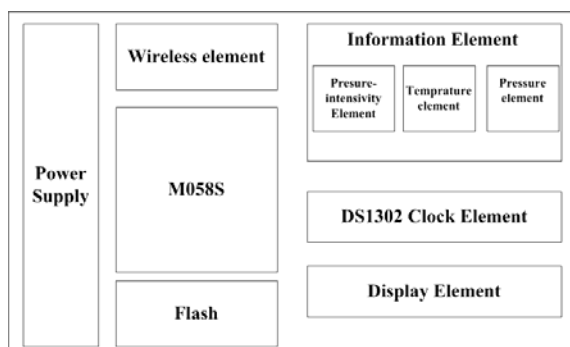 Power
Supply
Wireless element
M058S
Flash
Information Element
Presure-
intensivity
Element
Temprature
element
Pressure
element
DS1302 Clock Element
Display Element